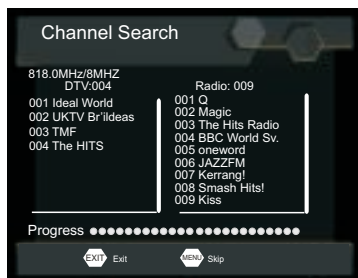 Channel Search
818.0MHz/8MHZ
DTV:004
001 Ideal World
002 UKTV Br'ildeas
003 TMF
004 The HITS
Radio: 009
001 Q
002 Magic
003 The Hits Radio
004 BBC World Sv.
005 oneword
006 JAZZFM
007 Kerrang!
008 Smash Hits!
009 Kiss
Progress
EXIT Exit
MENU Skip